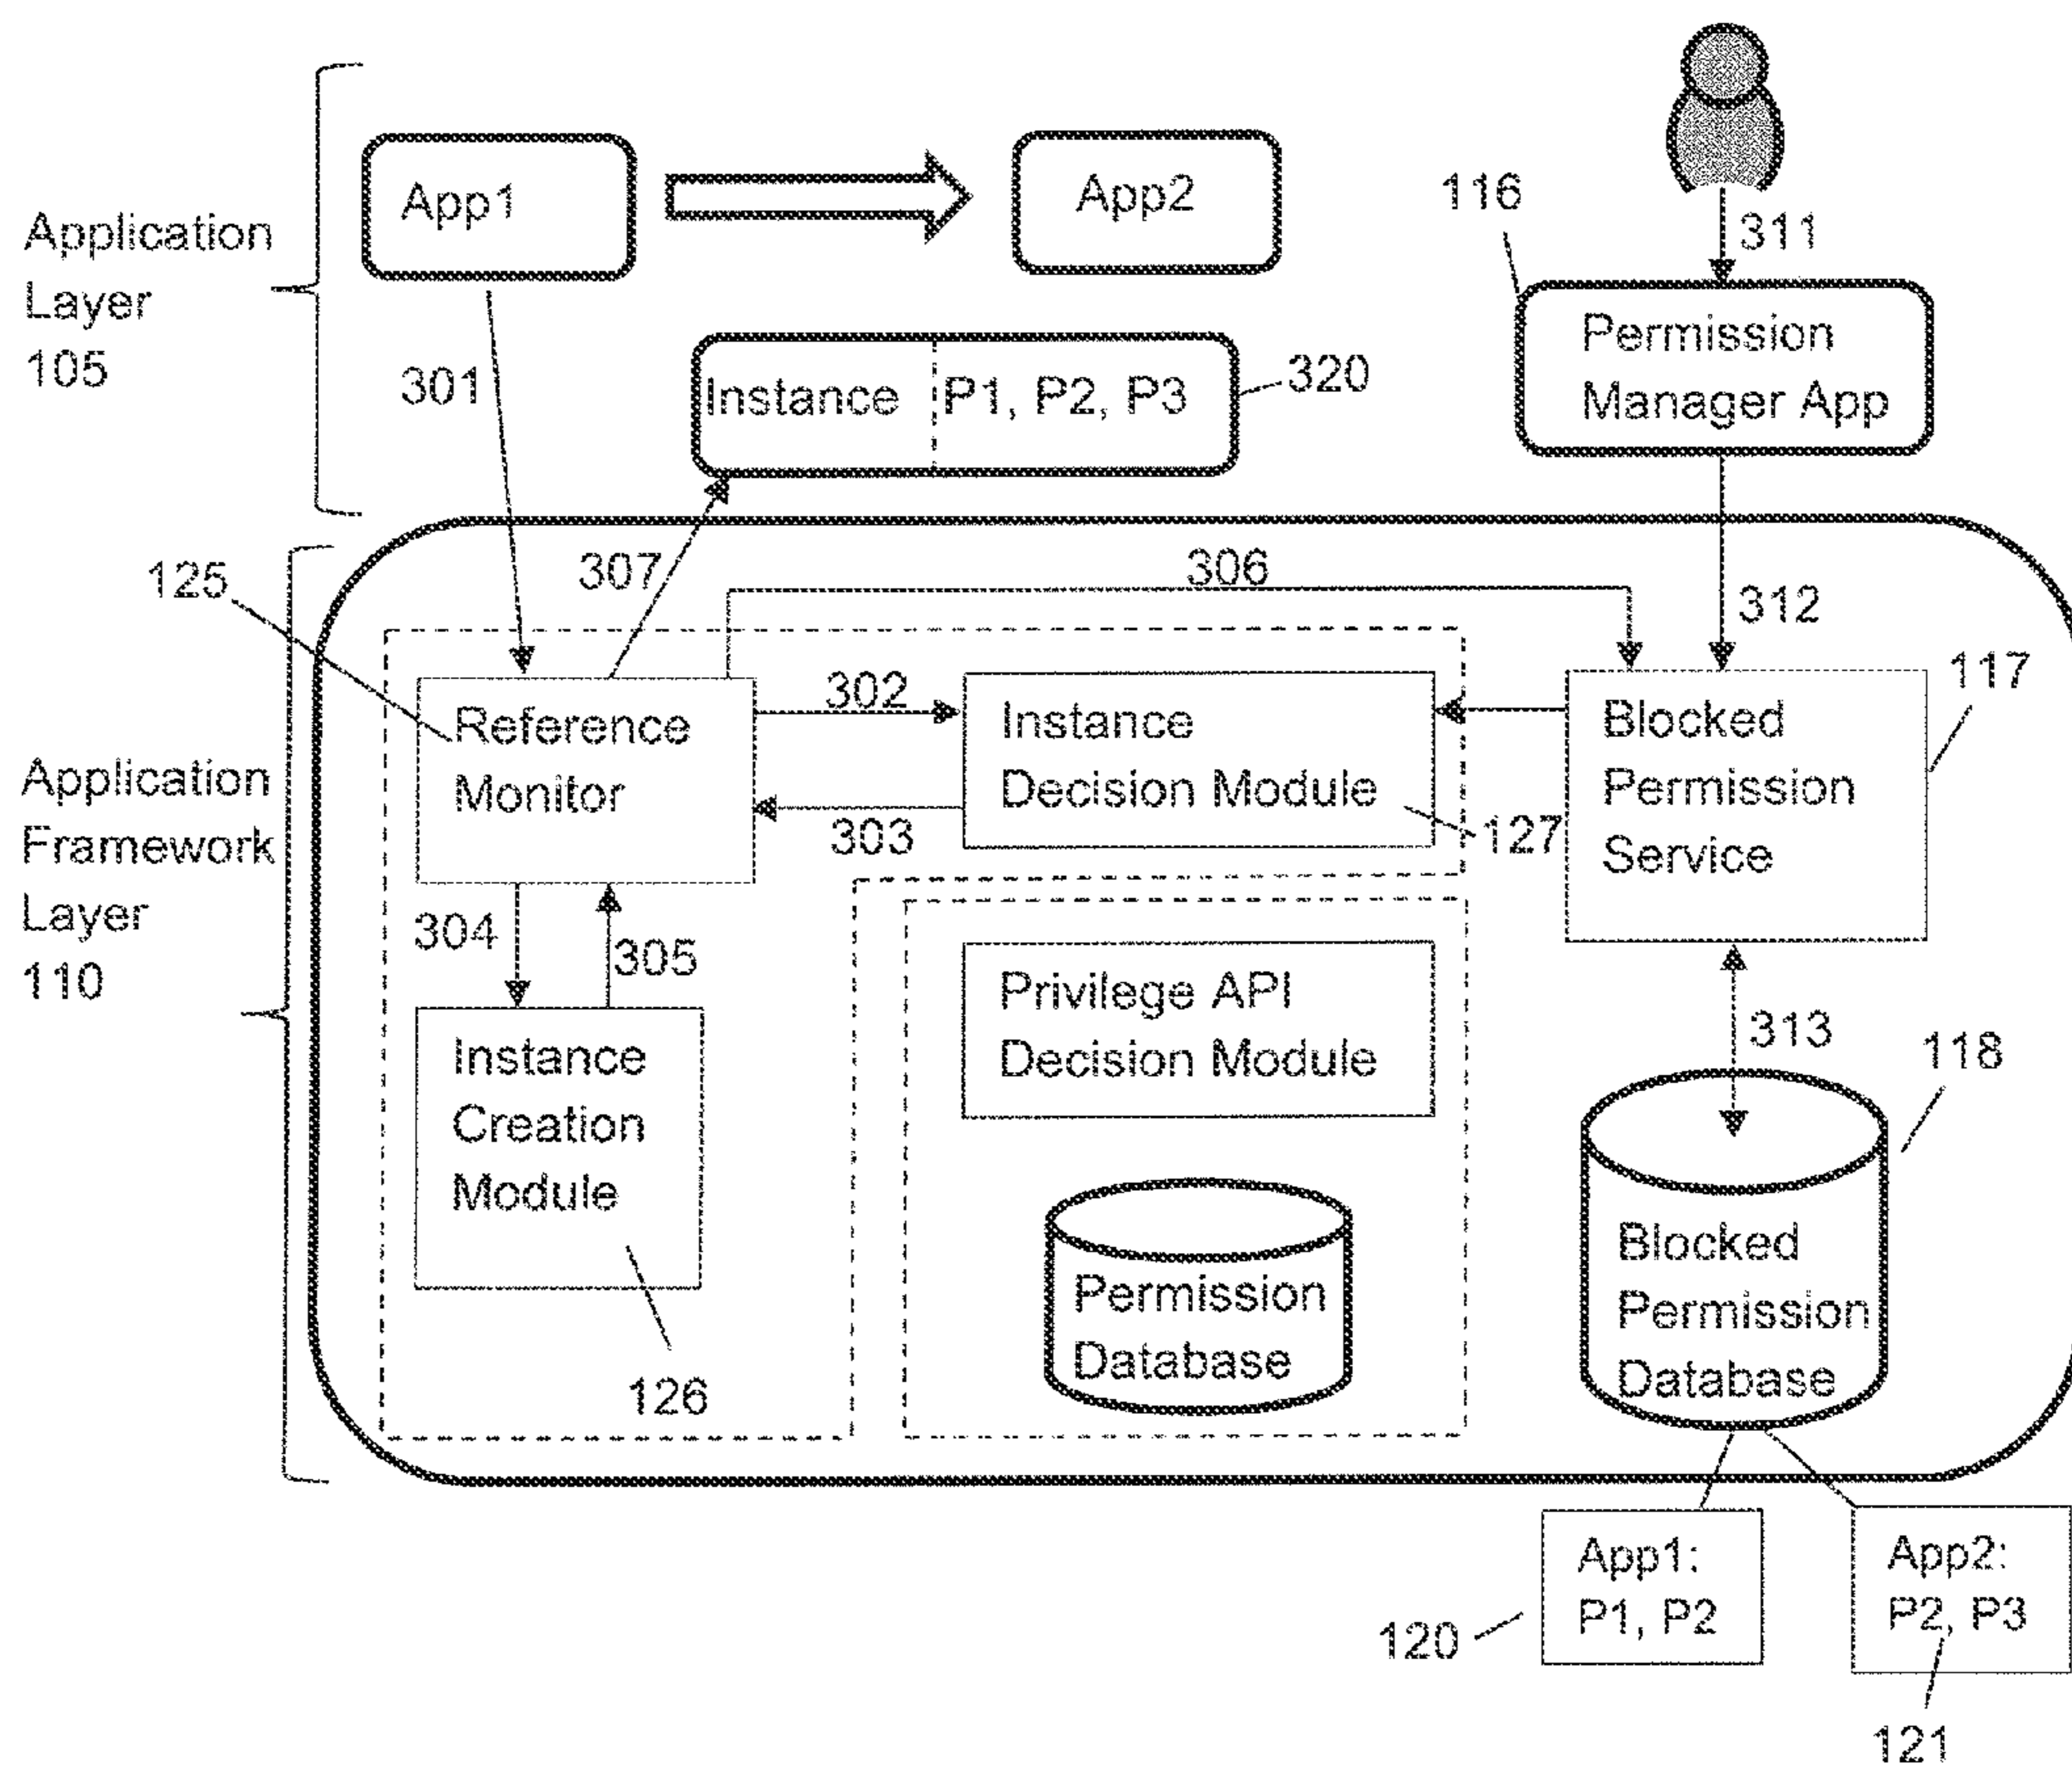 Application
Layer
105
App1
App2
116
311
Permission
Manager App
301
Instance
P1, P2, P3
320
125
307
306
312
117
Application
Framework
Layer
110
Reference
Monitor
302
303
Instance
Decision Module
127
Blocked
Permission
Service
304
305
Instance
Creation
Module
126
Privilege API
Decision Module
Permission
Database
313
118
Blocked
Permission
Database
120
App1:
P1, P2
App2:
P2, P3
121